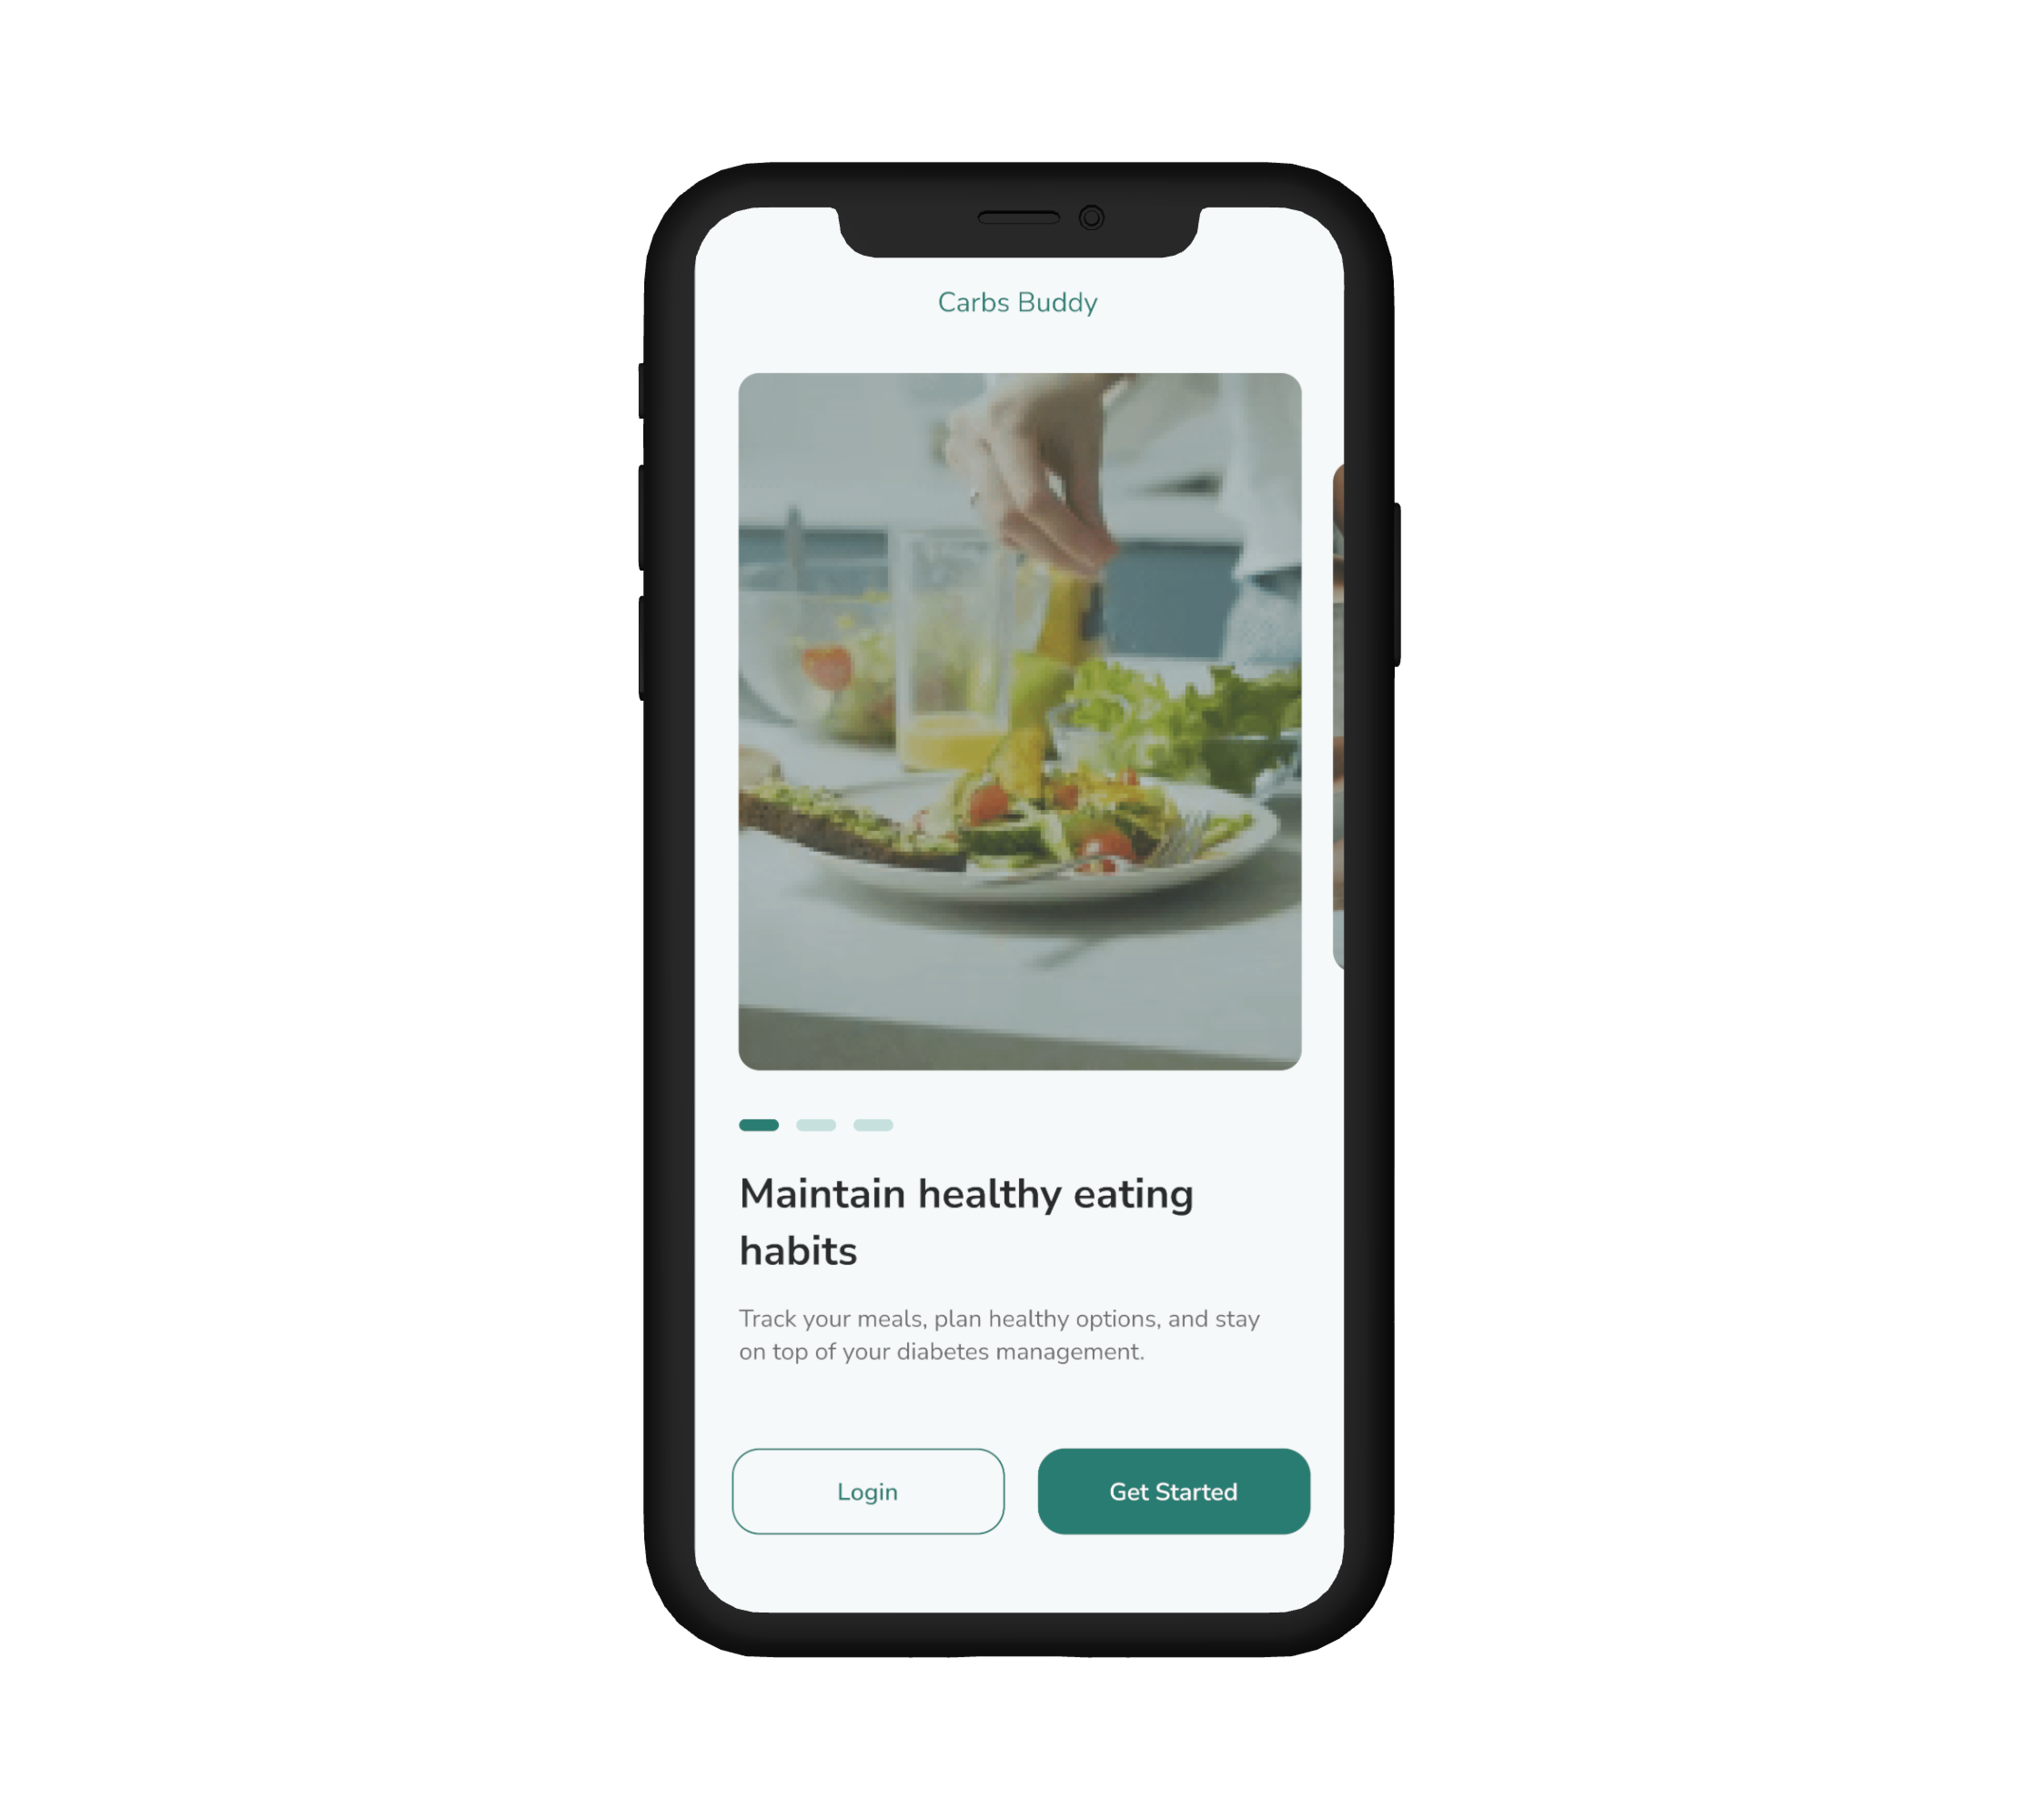 Carbs Buddy
Maintain healthy eating
habits
Track your meals, plan healthy options, and stay
on top of your diabetes management.
Login
Get Started